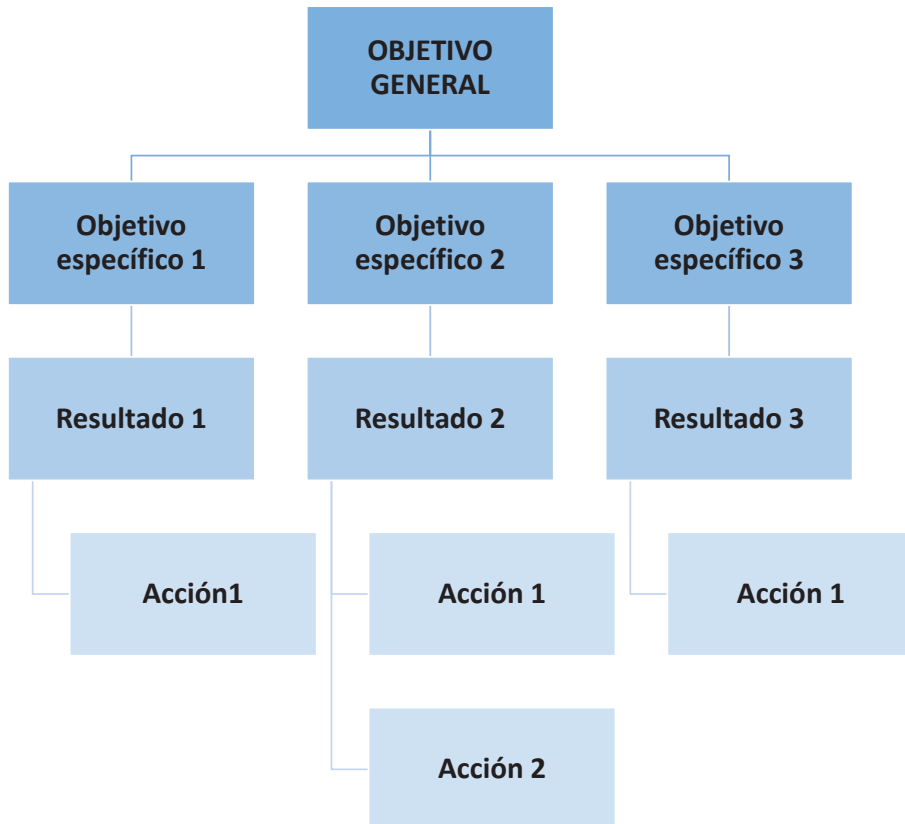 OBJETIVO
GENERAL
Objetivo
específico 1
Objetivo
específico 2
Objetivo
específico 3
Resultado 1
Resultado 2
Resultado 3
Acción1
Acción 1
Acción 1
Acción 2